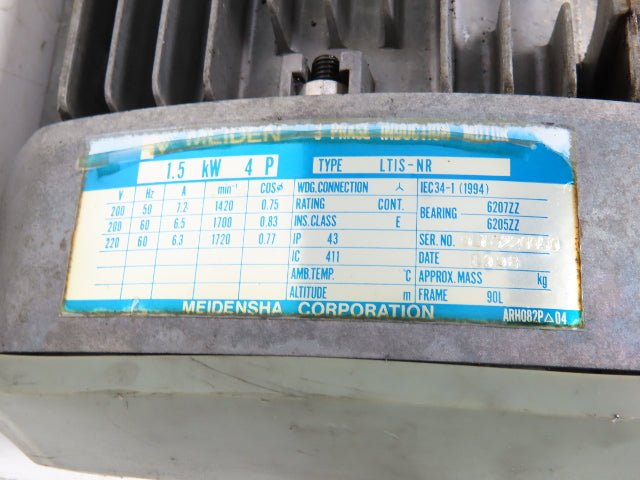 MEIDEN 3 PHASE INDUCTION MOTOR
1.5 kW 4 P TYPE LTIS-NR
V Hz A min⁻¹ COSø
200 50 7.2 1420 0.75
200 60 6.5 1700 0.83
220 60 6.3 1720 0.77
WDG.CONNECTION ⅄ IEC34-1 (1994)
RATING CONT.
INS.CLASS E
BEARING 6207ZZ
6205ZZ
IP 43 SER. NO.
IC 411 DATE
AMB.TEMP. °C APPROX. MASS kg
ALTITUDE m FRAME 90L
MEIDENSHA CORPORATION ARH082P△04